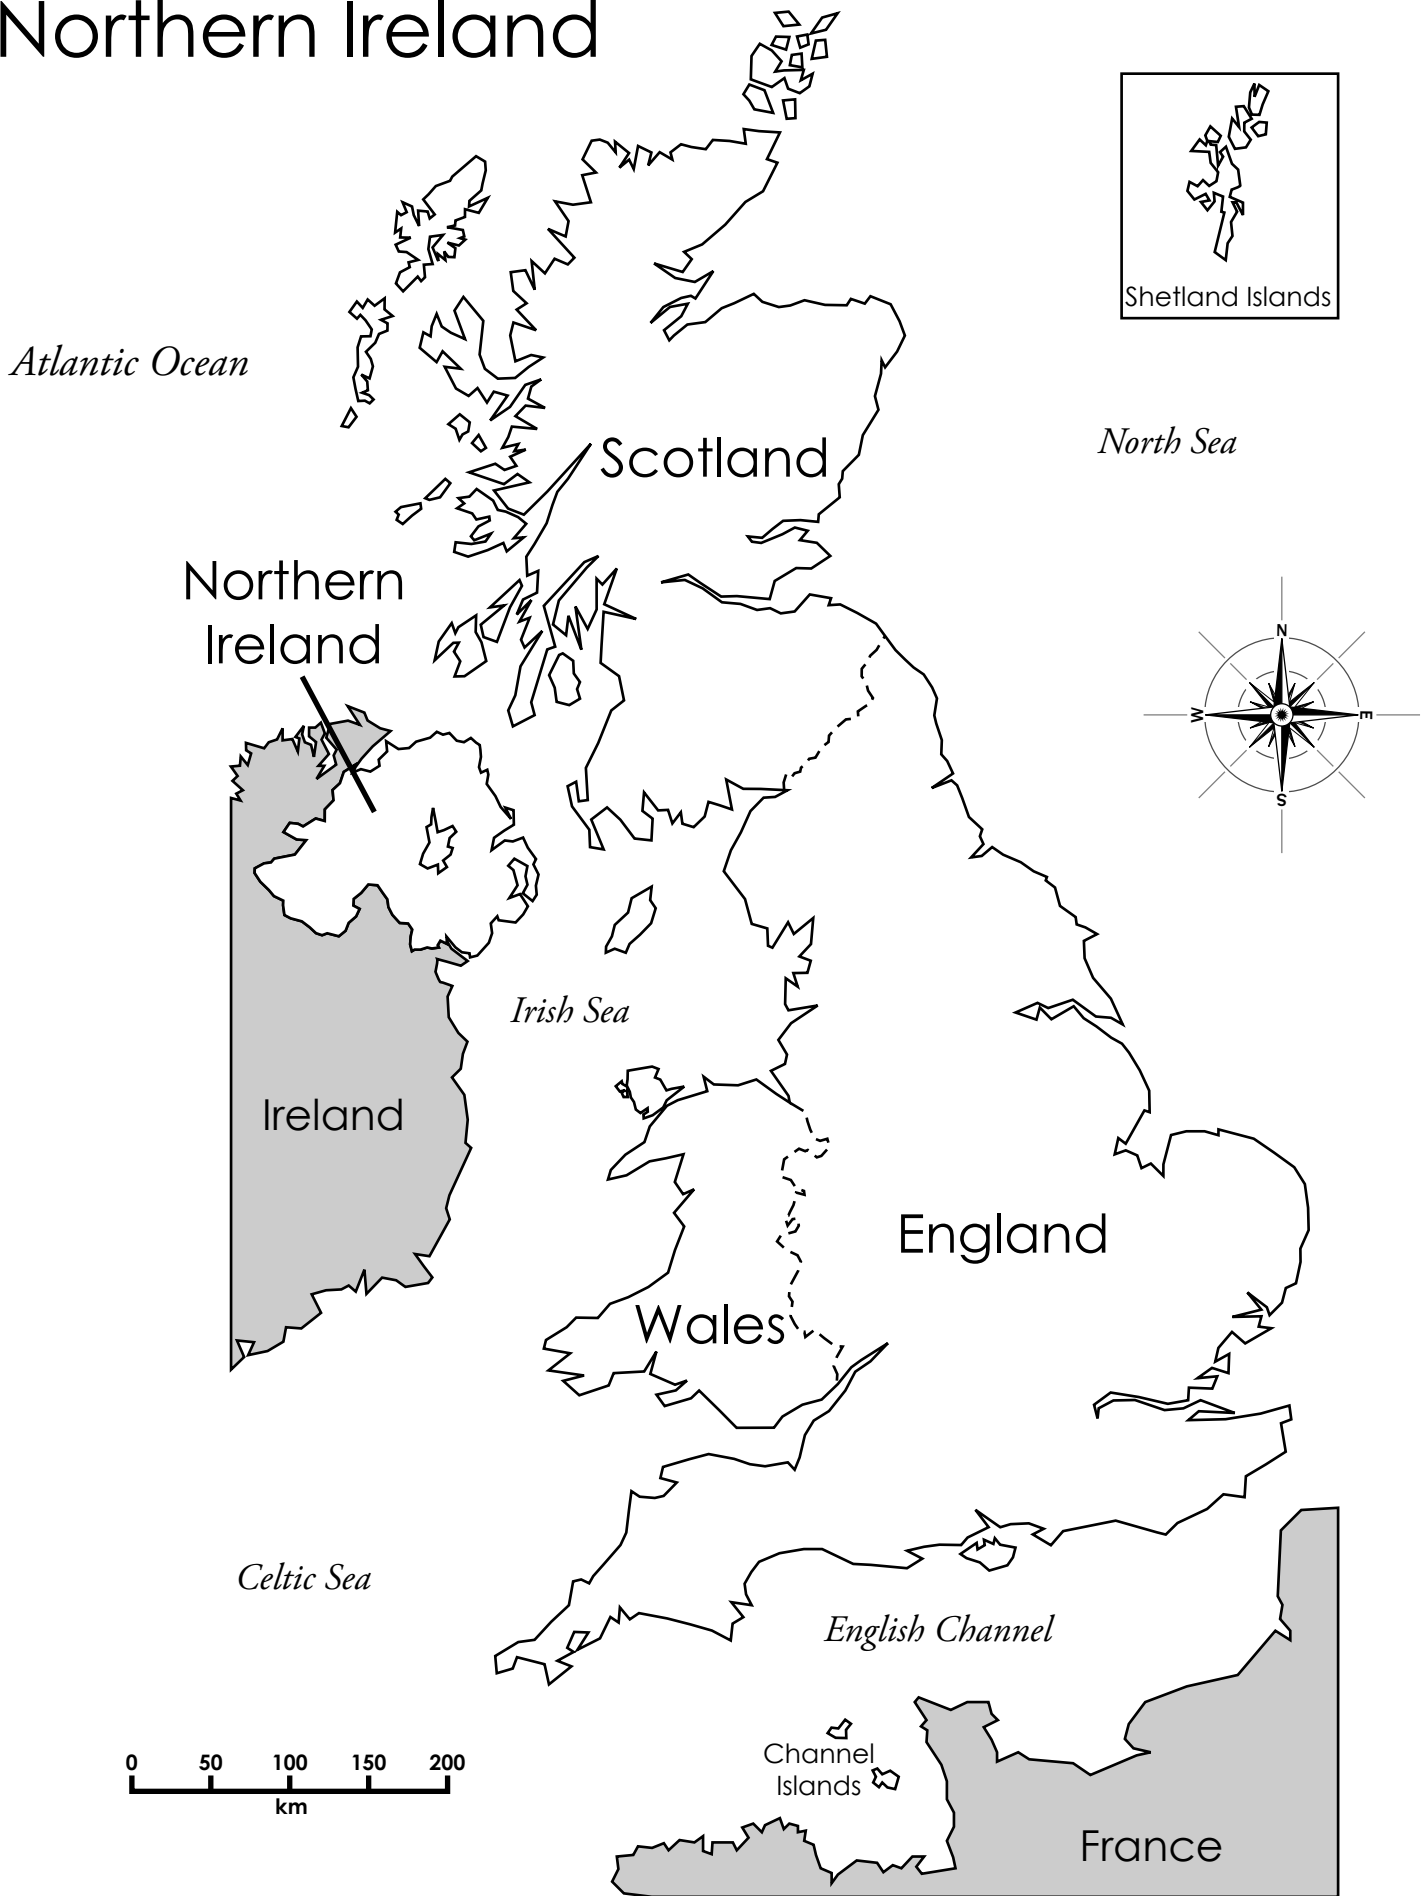 Northern Ireland
Shetland Islands
Atlantic Ocean
North Sea
Scotland
Northern
Ireland
N
W
E
S
Irish Sea
Ireland
England
Wales
Celtic Sea
English Channel
Channel
Islands
0 50 100 150 200
km
France